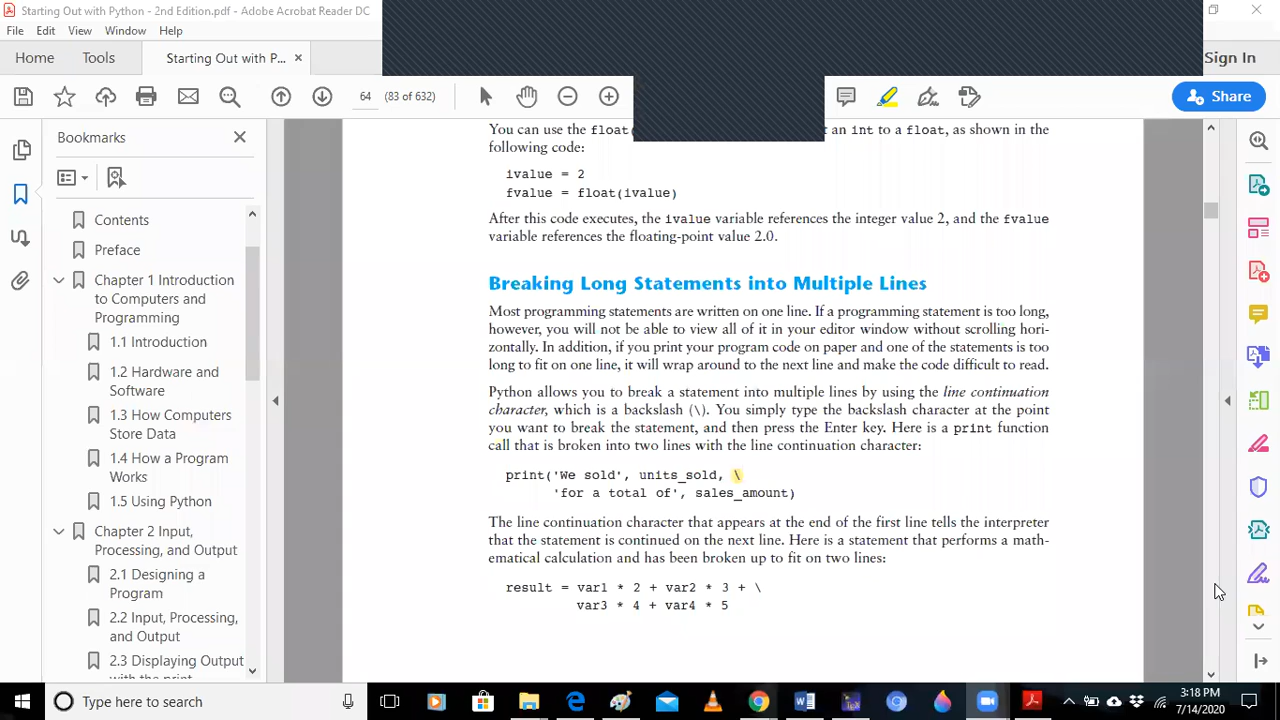 Starting Out with Python - 2nd Edition.pdf - Adobe Acrobat Reader DC
File Edit View Window Help
Home Tools Starting Out with P... × Sign In
64 (83 of 632) Share
Bookmarks
Contents
Preface
Chapter 1 Introduction
to Computers and
Programming
1.1 Introduction
1.2 Hardware and
Software
1.3 How Computers
Store Data
1.4 How a Program
Works
1.5 Using Python
Chapter 2 Input,
Processing, and Output
2.1 Designing a
Program
2.2 Input, Processing,
and Output
2.3 Displaying Output
with the print
You can use the float( an int to a float, as shown in the
following code:
ivalue = 2
fvalue = float(ivalue)
After this code executes, the ivalue variable references the integer value 2, and the fvalue
variable references the floating-point value 2.0.
Breaking Long Statements into Multiple Lines
Most programming statements are written on one line. If a programming statement is too long,
however, you will not be able to view all of it in your editor window without scrolling hori-
zontally. In addition, if you print your program code on paper and one of the statements is too
long to fit on one line, it will wrap around to the next line and make the code difficult to read.
Python allows you to break a statement into multiple lines by using the line continuation
character, which is a backslash (\). You simply type the backslash character at the point
you want to break the statement, and then press the Enter key. Here is a print function
call that is broken into two lines with the line continuation character:
print('We sold', units_sold, \
'for a total of', sales_amount)
The line continuation character that appears at the end of the first line tells the interpreter
that the statement is continued on the next line. Here is a statement that performs a math-
ematical calculation and has been broken up to fit on two lines:
result = var1 * 2 + var2 * 3 + \
var3 * 4 + var4 * 5
Type here to search
3:18 PM
7/14/2020